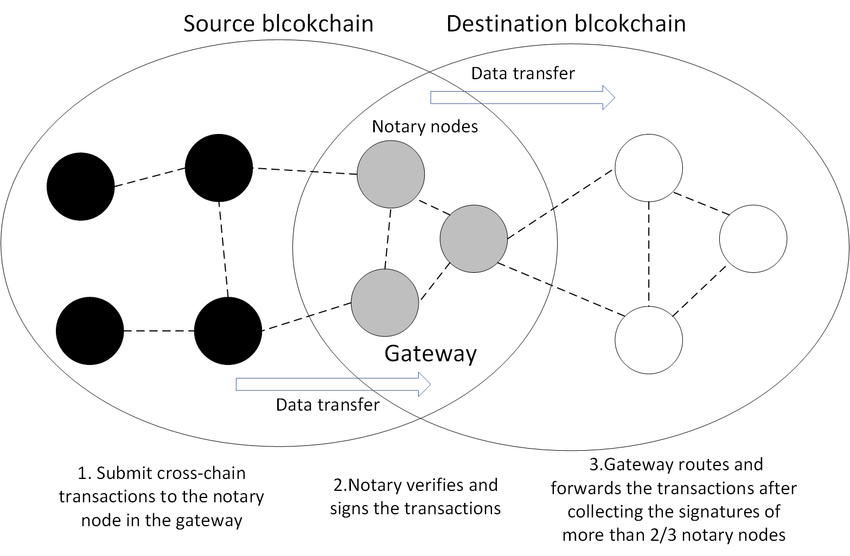 Source blcokchain
Destination blcokchain
Data transfer
Notary nodes
Gateway
Data transfer
1. Submit cross-chain
transactions to the notary
node in the gateway
2.Notary verifies and
signs the transactions
3.Gateway routes and
forwards the transactions after
collecting the signatures of
more than 2/3 notary nodes